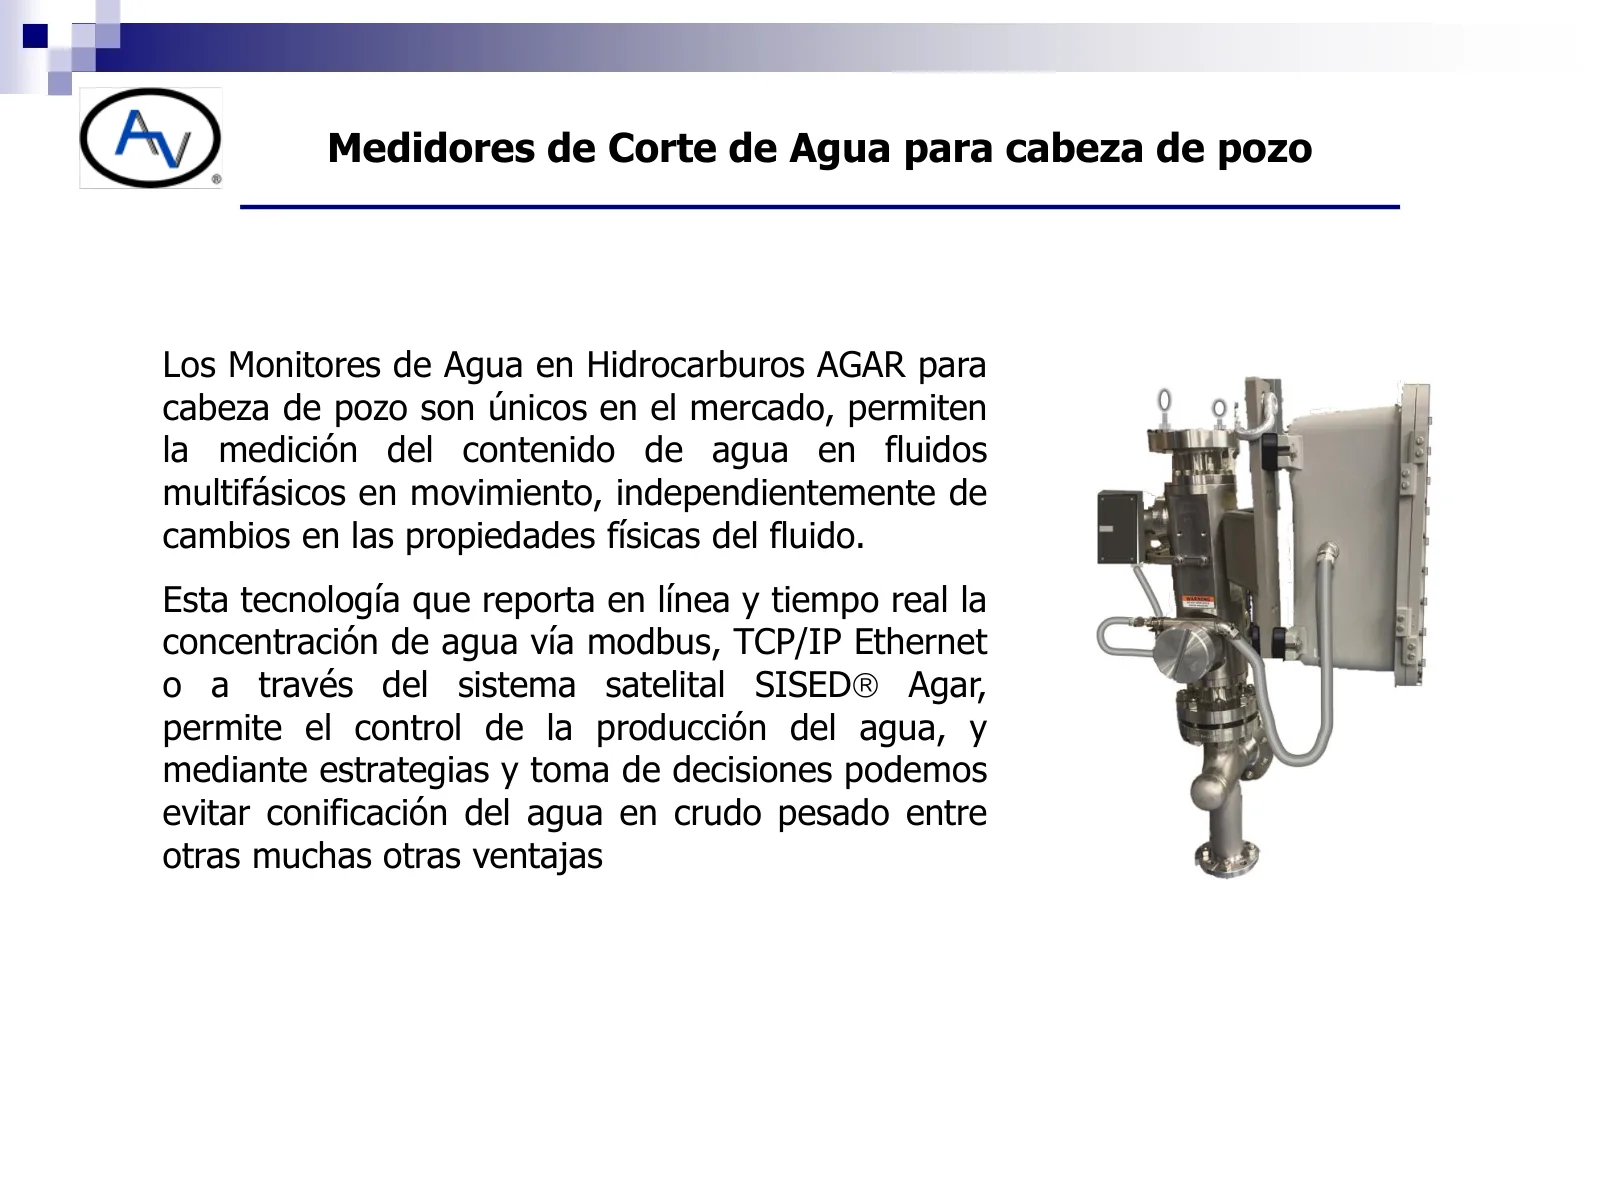 AV
®
Medidores de Corte de Agua para cabeza de pozo
Los Monitores de Agua en Hidrocarburos AGAR para
cabeza de pozo son únicos en el mercado, permiten
la medición del contenido de agua en fluidos
multifásicos en movimiento, independientemente de
cambios en las propiedades físicas del fluido.
Esta tecnología que reporta en línea y tiempo real la
concentración de agua vía modbus, TCP/IP Ethernet
o a través del sistema satelital SISED® Agar,
permite el control de la producción del agua, y
mediante estrategias y toma de decisiones podemos
evitar conificación del agua en crudo pesado entre
otras muchas otras ventajas
WARNING